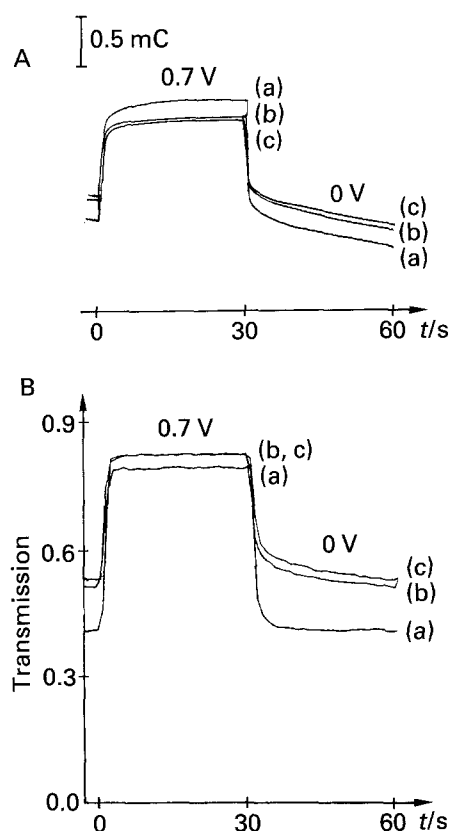 A
0.5 mC
0.7 V
(a)
(b)
(c)
0 V
(c)
(b)
(a)
0 30 60 t/s
B
0.9
0.7 V
(b, c)
(a)
0.6
0 V
(c)
(b)
(a)
Transmission
0.3
0.0
0 30 60 t/s